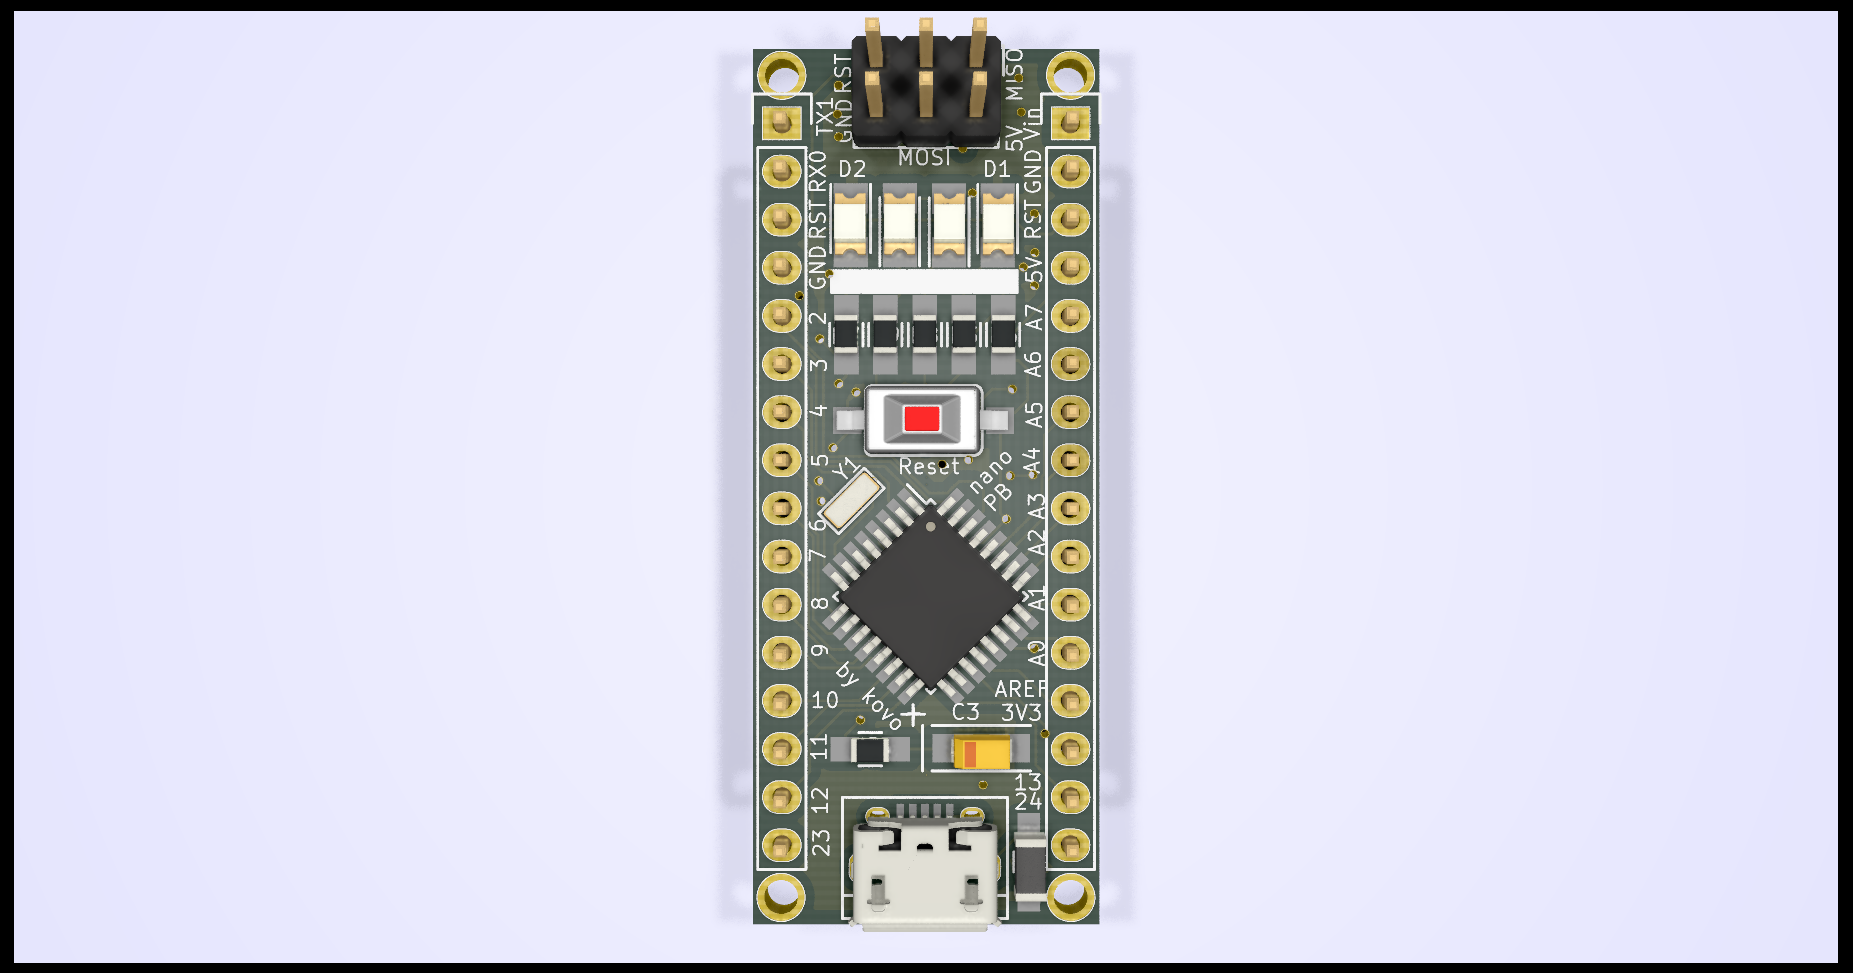 RST
GND
MISO
5V
MOSI
D2
D1
TX1
RX0
RST
GND
2
3
4
5
6
7
8
9
10
11
12
23
Vin
GND
RST
5V
A7
A6
A5
A4
A3
A2
A1
A0
AREF
3V3
13
24
Reset
Y1
nano
PB
by kovo
+
C3